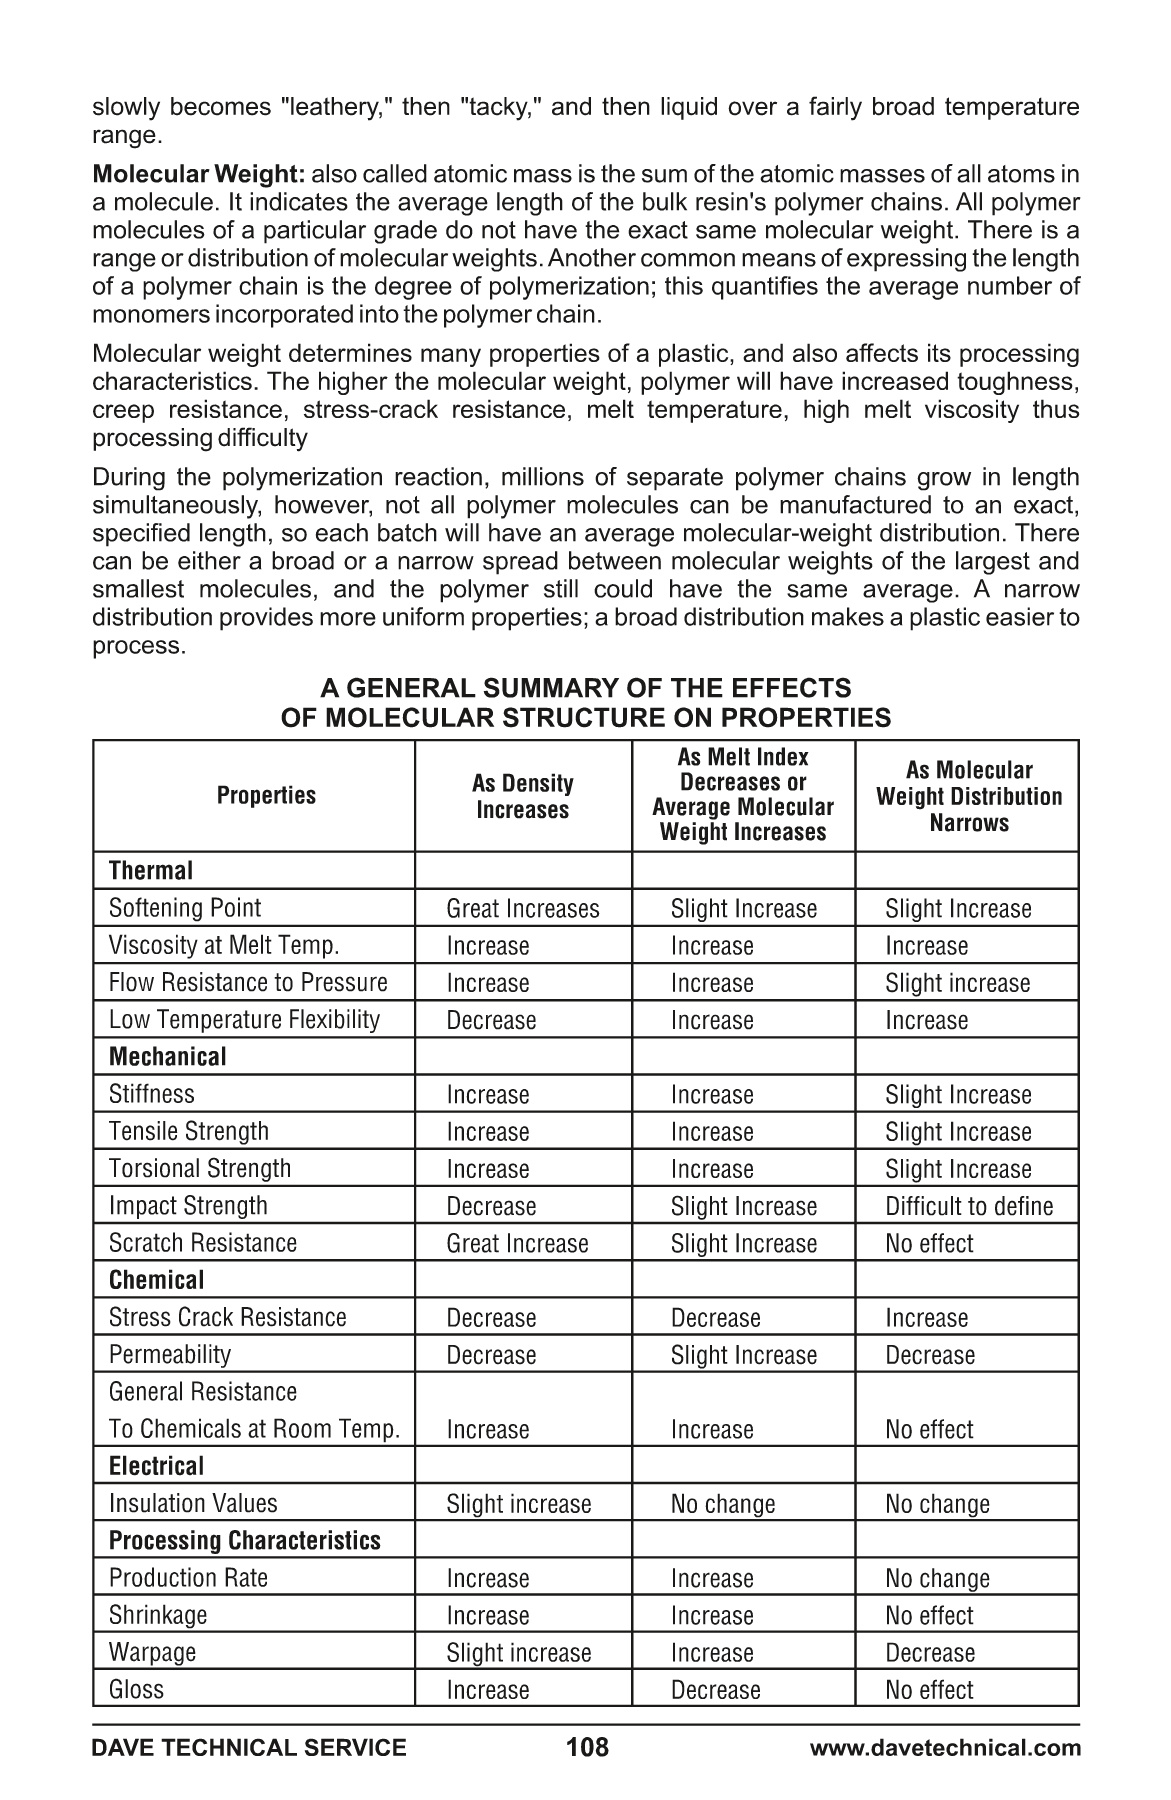 slowly becomes "leathery," then "tacky," and then liquid over a fairly broad temperature
range.
Molecular Weight: also called atomic mass is the sum of the atomic masses of all atoms in
a molecule. It indicates the average length of the bulk resin's polymer chains. All polymer
molecules of a particular grade do not have the exact same molecular weight. There is a
range or distribution of molecular weights. Another common means of expressing the length
of a polymer chain is the degree of polymerization; this quantifies the average number of
monomers incorporated into the polymer chain.
Molecular weight determines many properties of a plastic, and also affects its processing
characteristics. The higher the molecular weight, polymer will have increased toughness,
creep resistance, stress-crack resistance, melt temperature, high melt viscosity thus
processing difficulty
During the polymerization reaction, millions of separate polymer chains grow in length
simultaneously, however, not all polymer molecules can be manufactured to an exact,
specified length, so each batch will have an average molecular-weight distribution. There
can be either a broad or a narrow spread between molecular weights of the largest and
smallest molecules, and the polymer still could have the same average. A narrow
distribution provides more uniform properties; a broad distribution makes a plastic easier to
process.
A GENERAL SUMMARY OF THE EFFECTS
OF MOLECULAR STRUCTURE ON PROPERTIES
Properties
As Density
Increases
As Melt Index
Decreases or
Average Molecular
Weight Increases
As Molecular
Weight Distribution
Narrows
Thermal
Softening Point Great Increases Slight Increase Slight Increase
Viscosity at Melt Temp. Increase Increase Increase
Flow Resistance to Pressure Increase Increase Slight increase
Low Temperature Flexibility Decrease Increase Increase
Mechanical
Stiffness Increase Increase Slight Increase
Tensile Strength Increase Increase Slight Increase
Torsional Strength Increase Increase Slight Increase
Impact Strength Decrease Slight Increase Difficult to define
Scratch Resistance Great Increase Slight Increase No effect
Chemical
Stress Crack Resistance Decrease Decrease Increase
Permeability Decrease Slight Increase Decrease
General Resistance
To Chemicals at Room Temp. Increase Increase No effect
Electrical
Insulation Values Slight increase No change No change
Processing Characteristics
Production Rate Increase Increase No change
Shrinkage Increase Increase No effect
Warpage Slight increase Increase Decrease
Gloss Increase Decrease No effect
DAVE TECHNICAL SERVICE 108 www.davetechnical.com